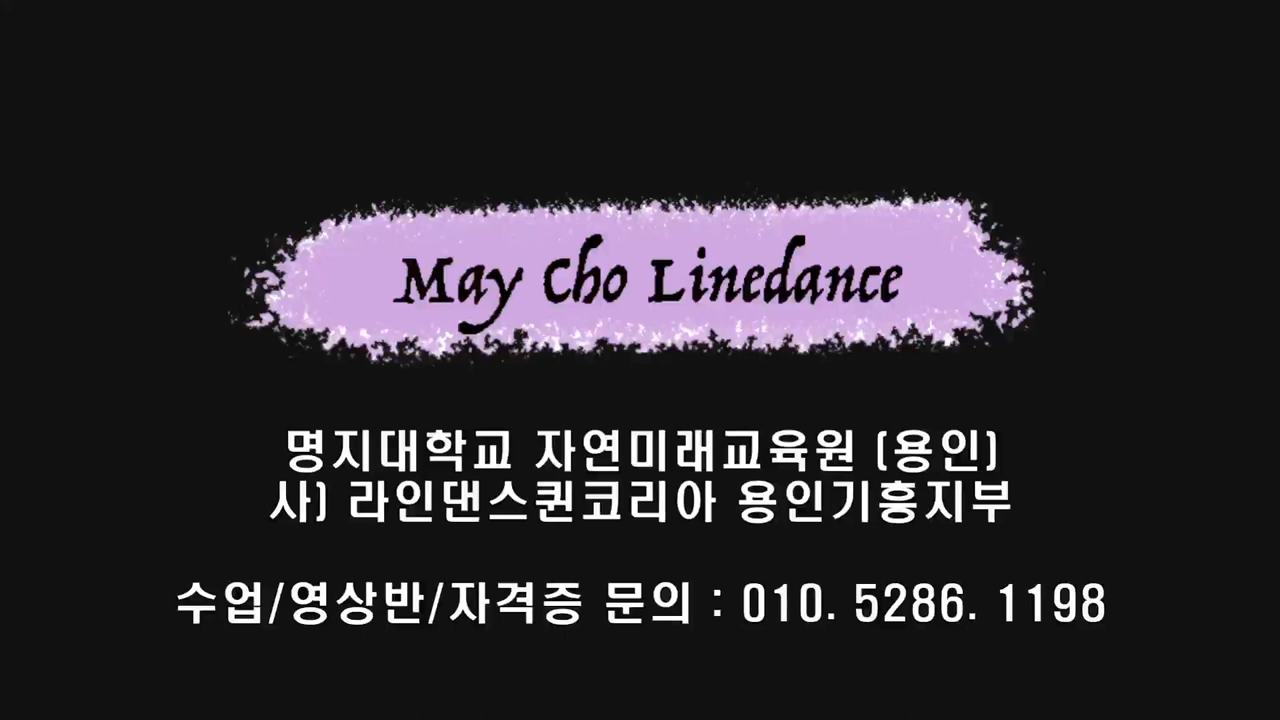 May Cho Linedance
명지대학교 자연미래교육원 (용인)
사) 라인댄스퀸코리아 용인기흥지부
수업/영상반/자격증 문의 : 010. 5286. 1198